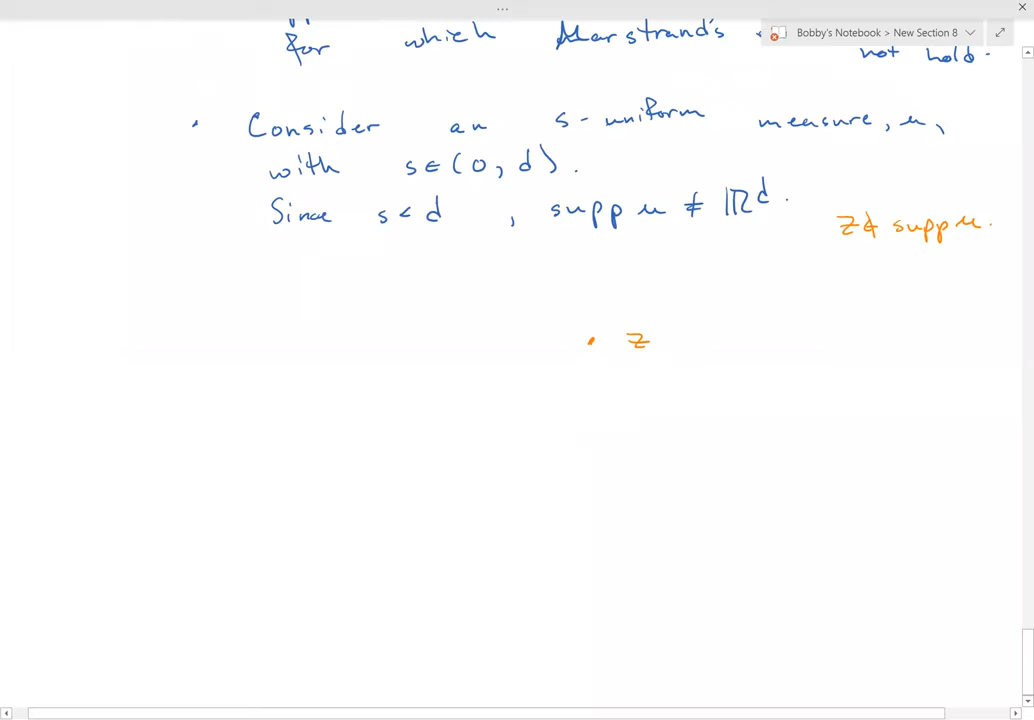 Bobby's Notebook > New Section 8
for which Marstrand's
not hold.
• Consider an s-uniform measure, μ,
with s∈(0, d).
Since s < d, supp μ ≠ ℝᵈ.
z∉ supp μ.
• z